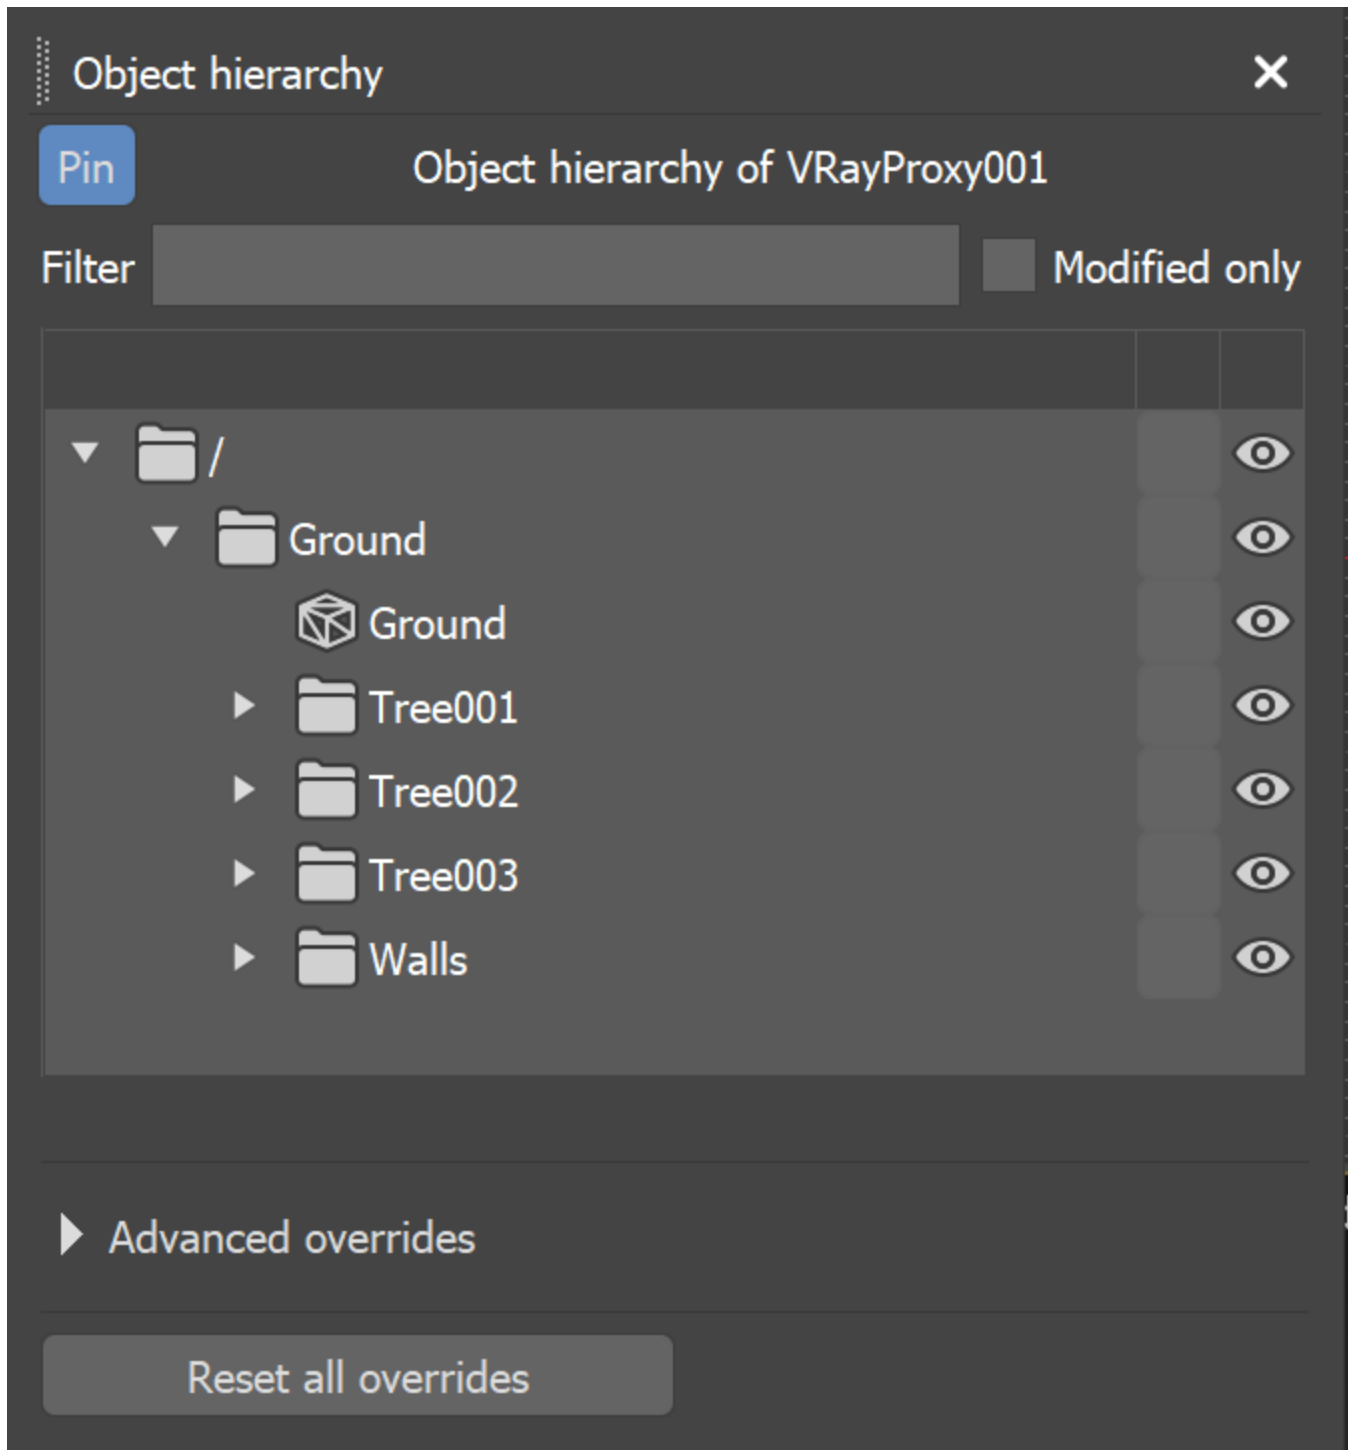 Object hierarchy
Pin
Object hierarchy of VRayProxy001
Filter
Modified only
/
Ground
Ground
Tree001
Tree002
Tree003
Walls
Advanced overrides
Reset all overrides